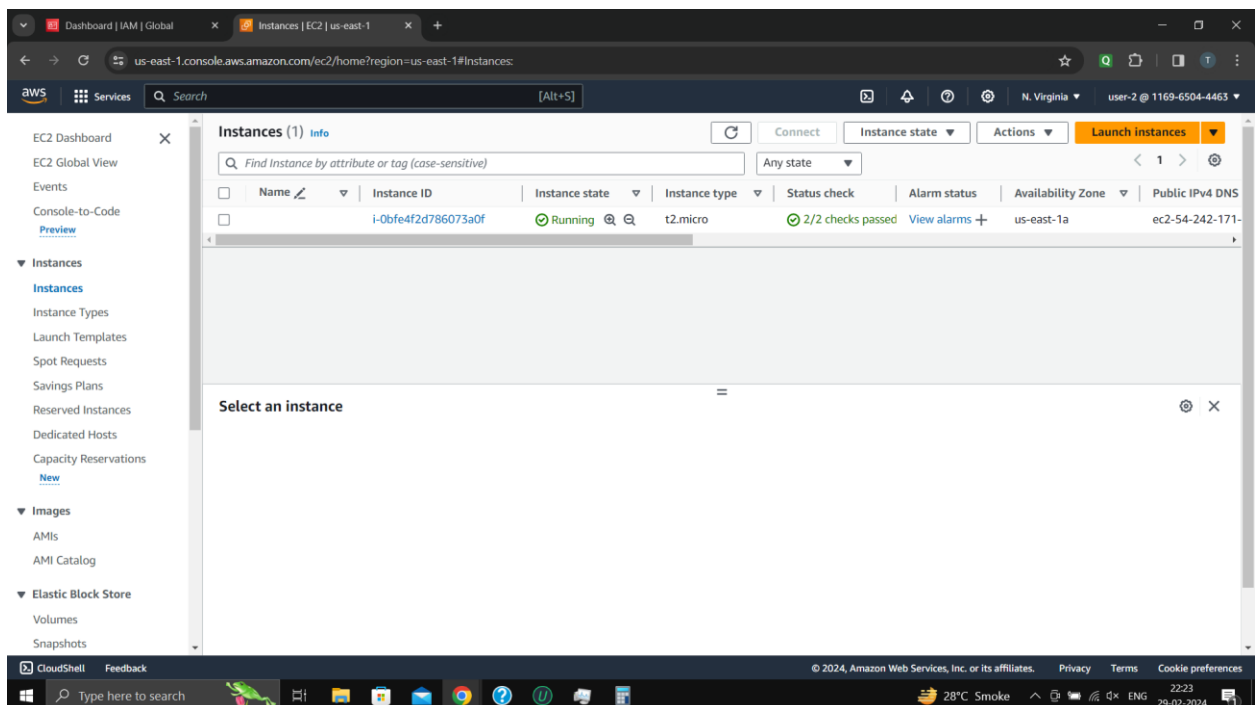 Dashboard | IAM | Global
Instances | EC2 | us-east-1
us-east-1.console.aws.amazon.com/ec2/home?region=us-east-1#Instances:
Q
T
aws
Services
Search
[Alt+S]
N. Virginia
user-2 @ 1169-6504-4463
EC2 Dashboard
EC2 Global View
Events
Console-to-Code
Preview
Instances
Instances
Instance Types
Launch Templates
Spot Requests
Savings Plans
Reserved Instances
Dedicated Hosts
Capacity Reservations
New
Images
AMIs
AMI Catalog
Elastic Block Store
Volumes
Snapshots
Instances (1) Info
Connect
Instance state
Actions
Launch instances
Find Instance by attribute or tag (case-sensitive)
Any state
1
Name Instance ID Instance state Instance type Status check Alarm status Availability Zone Public IPv4 DNS
i-0bfe4f2d786073a0f Running t2.micro 2/2 checks passed View alarms + us-east-1a ec2-54-242-171-
Select an instance
CloudShell Feedback © 2024, Amazon Web Services, Inc. or its affiliates. Privacy Terms Cookie preferences
Type here to search
28°C Smoke
ENG
22:23
29-02-2024